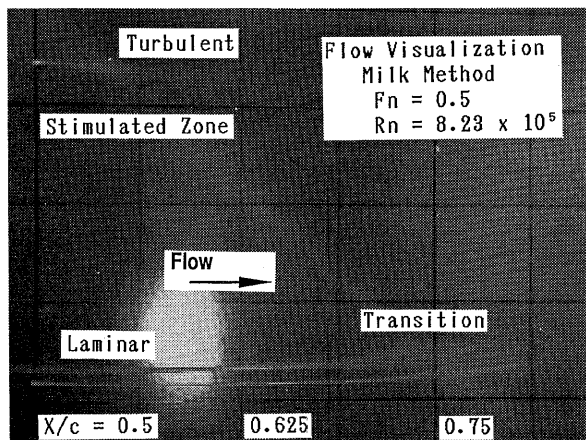 Turbulent
Flow Visualization
Milk Method
Fn = 0.5
Rn = 8.23 x 10⁵
Stimulated Zone
Flow
Transition
Laminar
X/c = 0.5 0.625 0.75